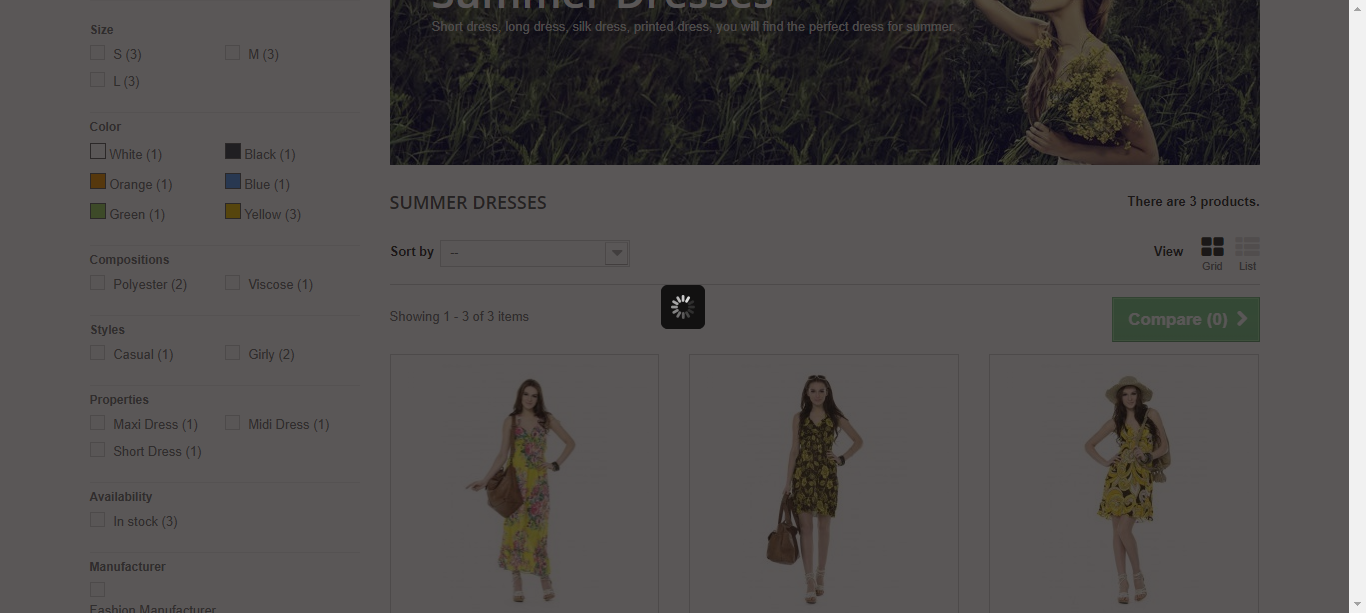 Summer Dresses
Short dress, long dress, silk dress, printed dress, you will find the perfect dress for summer.
Size
S (3)
M (3)
L (3)
Color
White (1)
Black (1)
Orange (1)
Blue (1)
Green (1)
Yellow (3)
Compositions
Polyester (2)
Viscose (1)
Styles
Casual (1)
Girly (2)
Properties
Maxi Dress (1)
Midi Dress (1)
Short Dress (1)
Availability
In stock (3)
Manufacturer
Fashion Manufacturer
SUMMER DRESSES
There are 3 products.
Sort by
--
View
Grid
List
Showing 1 - 3 of 3 items
Compare (0)